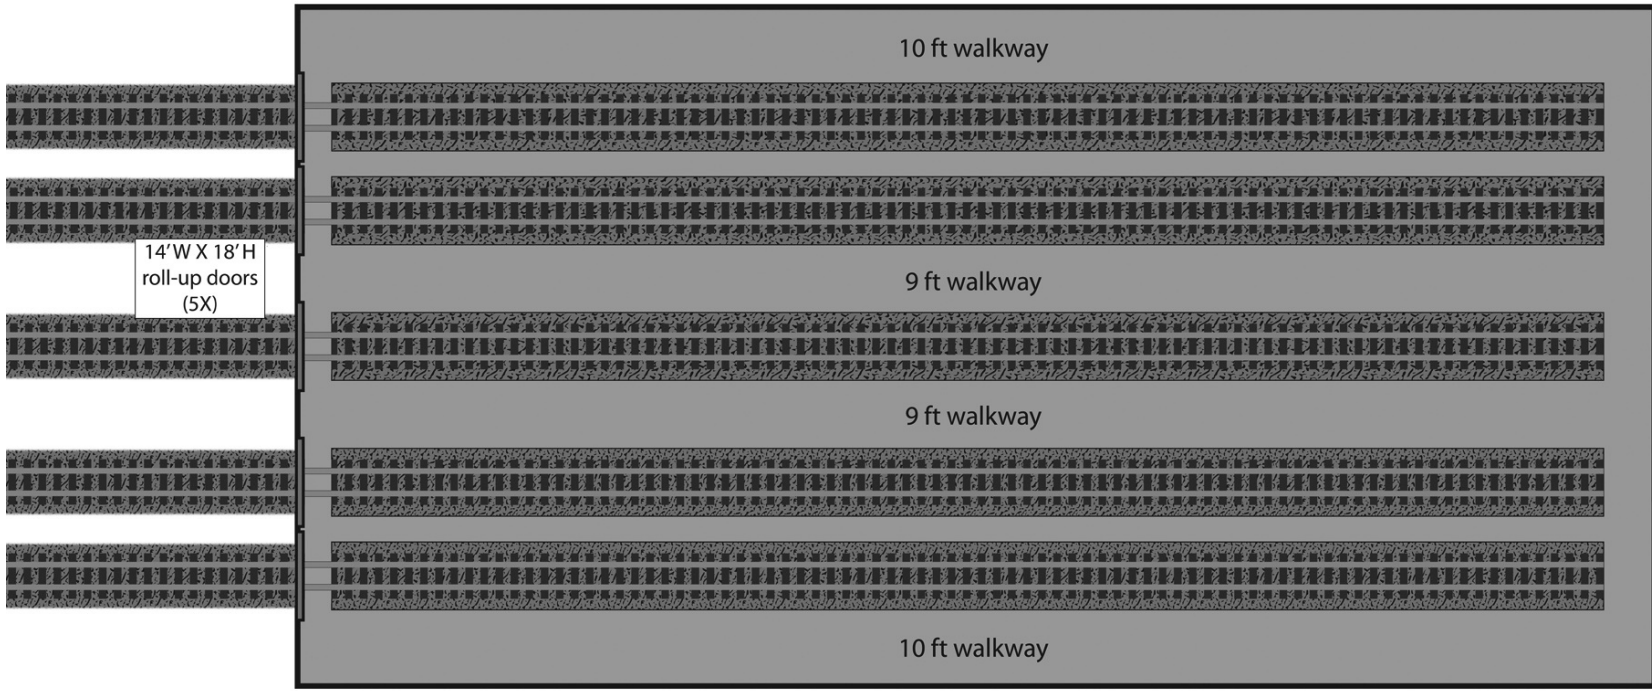 10 ft walkway
14′W X 18′H
roll-up doors
(5X)
9 ft walkway
9 ft walkway
10 ft walkway